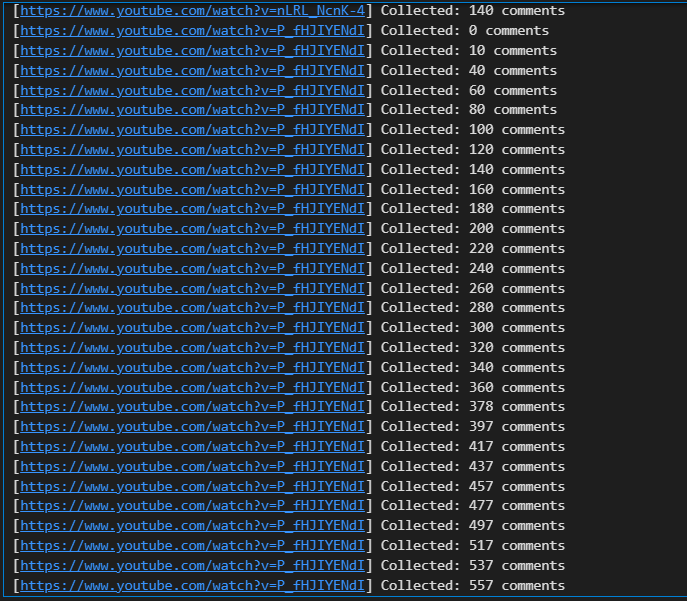 [https://www.youtube.com/watch?v=nLRL_NcnK-4] Collected: 140 comments
[https://www.youtube.com/watch?v=P_fHJIYENdI] Collected: 0 comments
[https://www.youtube.com/watch?v=P_fHJIYENdI] Collected: 10 comments
[https://www.youtube.com/watch?v=P_fHJIYENdI] Collected: 40 comments
[https://www.youtube.com/watch?v=P_fHJIYENdI] Collected: 60 comments
[https://www.youtube.com/watch?v=P_fHJIYENdI] Collected: 80 comments
[https://www.youtube.com/watch?v=P_fHJIYENdI] Collected: 100 comments
[https://www.youtube.com/watch?v=P_fHJIYENdI] Collected: 120 comments
[https://www.youtube.com/watch?v=P_fHJIYENdI] Collected: 140 comments
[https://www.youtube.com/watch?v=P_fHJIYENdI] Collected: 160 comments
[https://www.youtube.com/watch?v=P_fHJIYENdI] Collected: 180 comments
[https://www.youtube.com/watch?v=P_fHJIYENdI] Collected: 200 comments
[https://www.youtube.com/watch?v=P_fHJIYENdI] Collected: 220 comments
[https://www.youtube.com/watch?v=P_fHJIYENdI] Collected: 240 comments
[https://www.youtube.com/watch?v=P_fHJIYENdI] Collected: 260 comments
[https://www.youtube.com/watch?v=P_fHJIYENdI] Collected: 280 comments
[https://www.youtube.com/watch?v=P_fHJIYENdI] Collected: 300 comments
[https://www.youtube.com/watch?v=P_fHJIYENdI] Collected: 320 comments
[https://www.youtube.com/watch?v=P_fHJIYENdI] Collected: 340 comments
[https://www.youtube.com/watch?v=P_fHJIYENdI] Collected: 360 comments
[https://www.youtube.com/watch?v=P_fHJIYENdI] Collected: 378 comments
[https://www.youtube.com/watch?v=P_fHJIYENdI] Collected: 397 comments
[https://www.youtube.com/watch?v=P_fHJIYENdI] Collected: 417 comments
[https://www.youtube.com/watch?v=P_fHJIYENdI] Collected: 437 comments
[https://www.youtube.com/watch?v=P_fHJIYENdI] Collected: 457 comments
[https://www.youtube.com/watch?v=P_fHJIYENdI] Collected: 477 comments
[https://www.youtube.com/watch?v=P_fHJIYENdI] Collected: 497 comments
[https://www.youtube.com/watch?v=P_fHJIYENdI] Collected: 517 comments
[https://www.youtube.com/watch?v=P_fHJIYENdI] Collected: 537 comments
[https://www.youtube.com/watch?v=P_fHJIYENdI] Collected: 557 comments